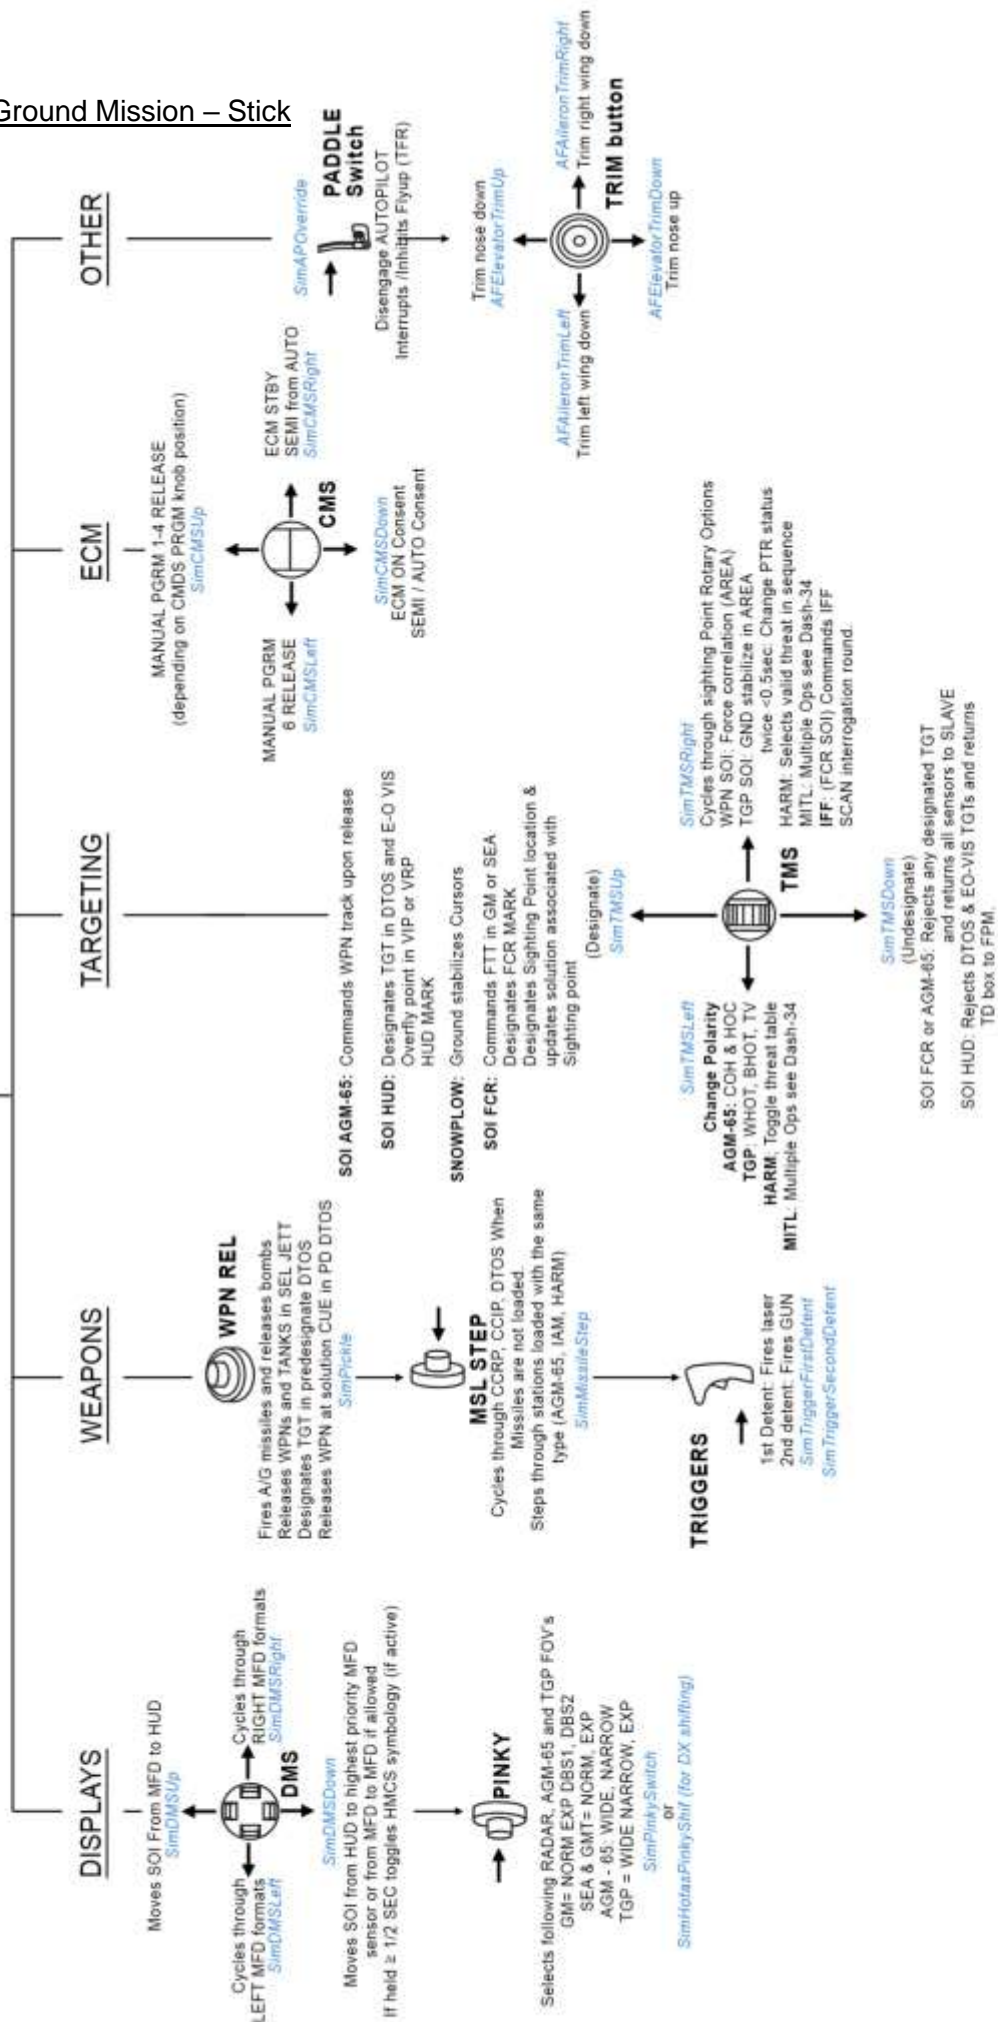 Ground Mission – Stick
DISPLAYS
Moves SOI From MFD to HUD
SimDMSUp
Cycles through
LEFT MFD formats
SimDMSLeft
Cycles through
RIGHT MFD formats
SimDMSRight
DMS
SimDMSDown
Moves SOI from HUD to highest priority MFD
sensor or from MFD to MFD if allowed
If held ≥ 1/2 SEC toggles HMCS symbology (if active)
PINKY
Selects following RADAR, AGM-65 and TGP FOV's
GM= NORM EXP DBS1, DBS2
SEA & GMT= NORM, EXP
AGM - 65: WIDE, NARROW
TGP = WIDE NARROW, EXP
SimPinkySwitch
or
SimHotasPinkyShif (for DX shifting)
WEAPONS
WPN REL
Fires A/G missiles and releases bombs
Releases WPNs and TANKS in SEL JETT
Designates TGT in predesignate DTOS
Releases WPN at solution CUE in PD DTOS
SimPickle
MSL STEP
Cycles through CCRP, CCIP, DTOS When
Missiles are not loaded.
Steps through stations loaded with the same
type (AGM-65, IAM, HARM)
SimMissileStep
TRIGGERS
1st Detent: Fires laser
2nd detent: Fires GUN
SimTriggerFirstDetent
SimTriggerSecondDetent
TARGETING
SOI AGM-65: Commands WPN track upon release
SOI HUD: Designates TGT in DTOS and E-O VIS
Overfly point in VIP or VRP
HUD MARK
SNOWPLOW: Ground stabilizes Cursors
SOI FCR: Commands FTT in GM or SEA
Designates FCR MARK
Designates Sighting Point location &
updates solution associated with
Sighting point
(Designate)
SimTMSUp
SimTMSLeft
Change Polarity
AGM-65: COH & HOC
TGP: WHOT, BHOT, TV
HARM: Toggle threat table
MITL: Multiple Ops see Dash-34
TMS
SimTMSRight
Cycles through sighting Point Rotary Options
WPN SOI: Force correlation (AREA)
TGP SOI: GND stabilize in AREA
twice <0.5sec: Change PTR status
HARM: Selects valid threat in sequence
MITL: Multiple Ops see Dash-34
IFF: (FCR SOI) Commands IFF
SCAN interrogation round.
SimTMSDown
(Undesignate)
SOI FCR or AGM-65: Rejects any designated TGT
and returns all sensors to SLAVE
SOI HUD: Rejects DTOS & EO-VIS TGTs and returns
TD box to FPM.
ECM
MANUAL PGRM 1-4 RELEASE
(depending on CMDS PRGM knob position)
SimCMSUp
MANUAL PGRM
6 RELEASE
SimCMSLeft
ECM STBY
SEMI from AUTO
SimCMSRight
CMS
SimCMSDown
ECM ON Consent
SEMI / AUTO Consent
OTHER
SimAPOverride
PADDLE
Switch
Disengage AUTOPILOT
Interrupts /Inhibits Flyup (TFR)
Trim nose down
AFElevatorTrimUp
AFAileronTrimLeft
Trim left wing down
AFAileronTrimRight
Trim right wing down
TRIM button
AFElevatorTrimDown
Trim nose up